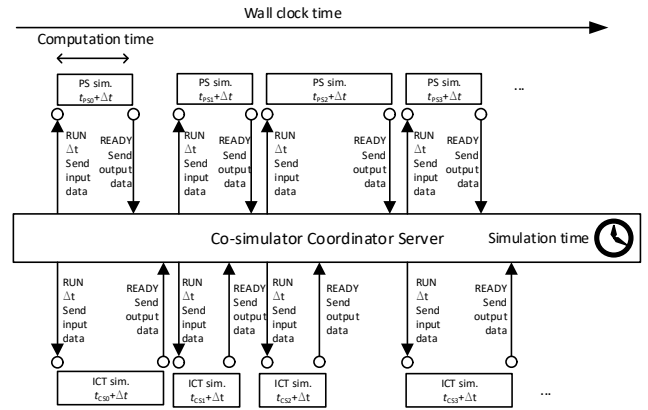 Wall clock time
Computation time
PS sim.
tPS0+Δt
PS sim.
tPS1+Δt
PS sim.
tPS2+Δt
PS sim.
tPS3+Δt
...
RUN
Δt
Send
input
data
READY
Send
output
data
RUN
Δt
Send
input
data
READY
Send
output
data
RUN
Δt
Send
input
data
READY
Send
output
data
RUN
Δt
Send
input
data
READY
Send
output
data
Co-simulator Coordinator Server
Simulation time
RUN
Δt
Send
input
data
READY
Send
output
data
RUN
Δt
Send
input
data
READY
Send
output
data
RUN
Δt
Send
input
data
READY
Send
output
data
RUN
Δt
Send
input
data
READY
Send
output
data
ICT sim.
tCS0+Δt
ICT sim.
tCS1+Δt
ICT sim.
tCS2+Δt
ICT sim.
tCS3+Δt
...